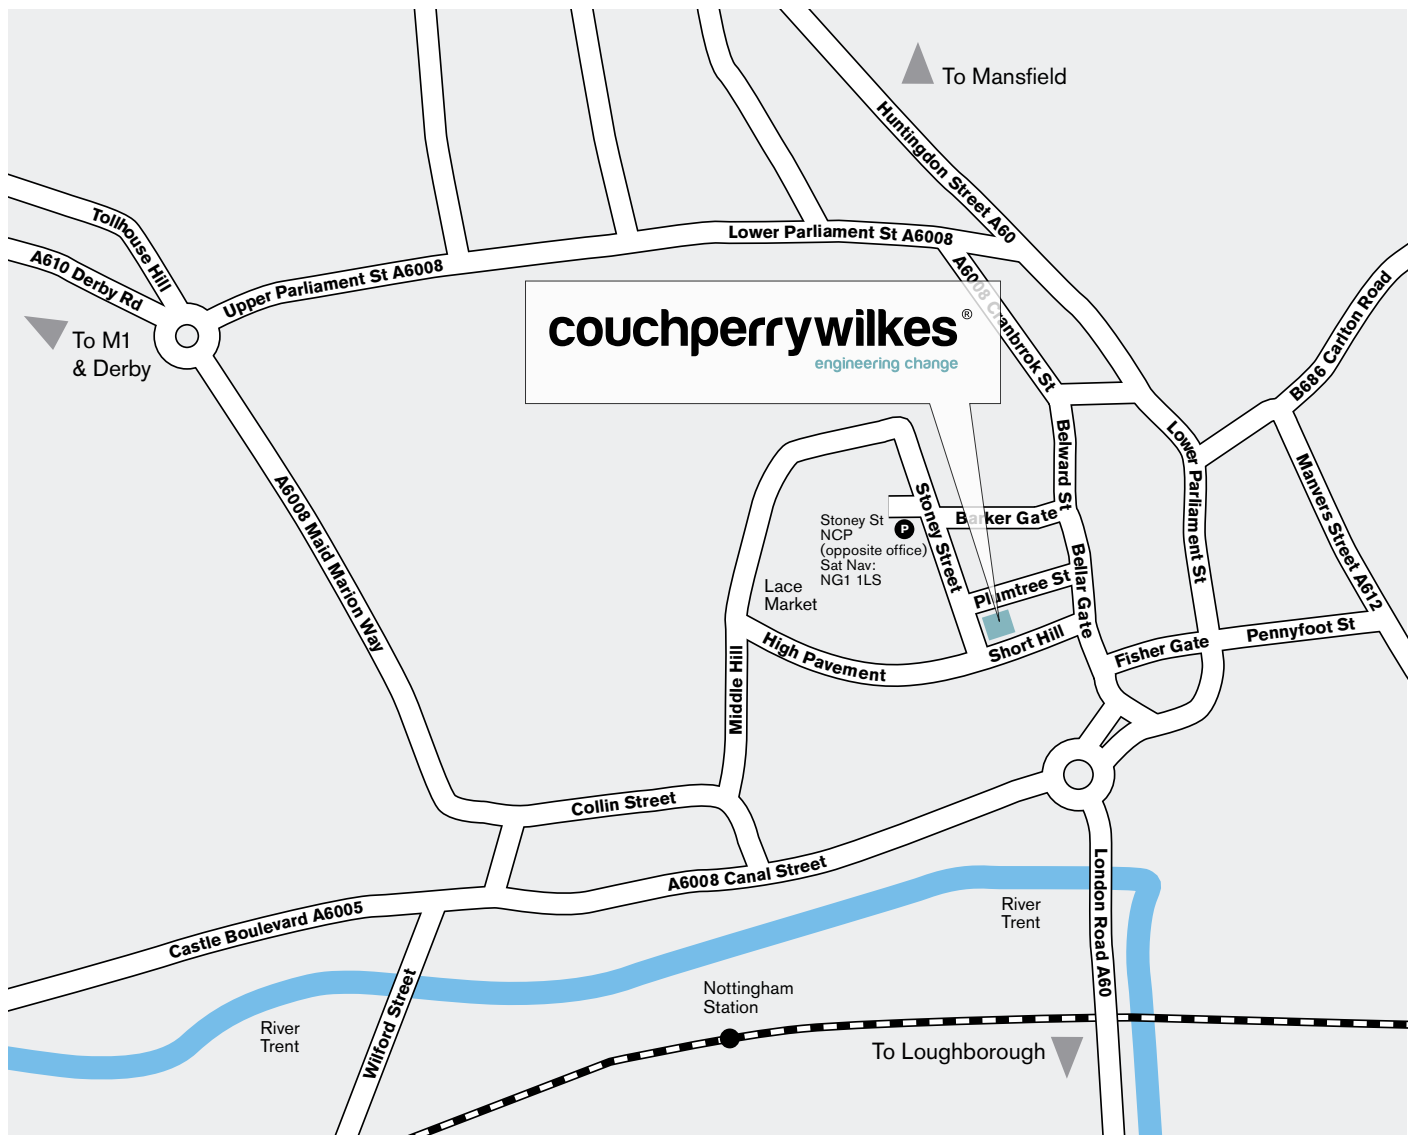 To Mansfield
Huntingdon Street A60
Tollhouse Hill
A610 Derby Rd
Upper Parliament St A6008
Lower Parliament St A6008
A6008 Cranbrrok St
To M1
& Derby
couchperrywilkes®
engineering change
B686 Carlton Road
Belward St
Lower Parliament St
Manvers Street A612
A6008 Maid Marion Way
Stoney Street
Barker Gate
Stoney St
NCP
(opposite office)
Sat Nav:
NG1 1LS
P
Lace
Market
Plumtree St
Bellar Gate
Short Hill
High Pavement
Middle Hill
Fisher Gate
Pennyfoot St
Collin Street
A6008 Canal Street
Castle Boulevard A6005
London Road A60
River
Trent
Wilford Street
Nottingham
Station
River
Trent
To Loughborough